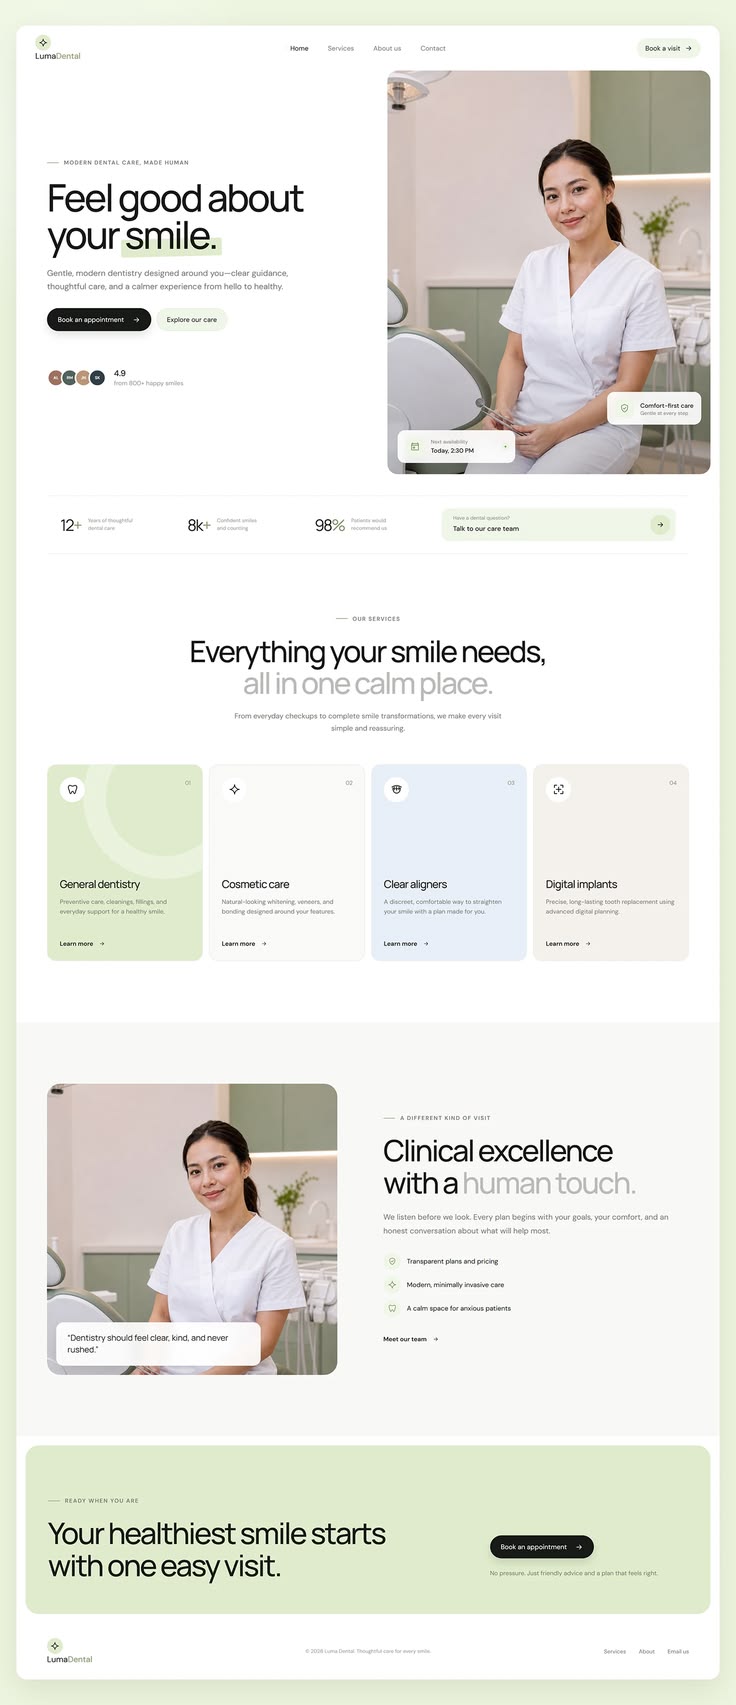 LumaDental
Home
Services
About us
Contact
Book a visit →
MODERN DENTAL CARE, MADE HUMAN
Feel good about
your smile.
Gentle, modern dentistry designed around you—clear guidance,
thoughtful care, and a calmer experience from hello to healthy.
Book an appointment →
Explore our care
AL
RM
JH
SK
4.9
from 800+ happy smiles
Comfort-first care
Gentle at every step
Next availability
Today, 2:30 PM
12+
Years of thoughtful
dental care
8k+
Confident smiles
and counting
98%
Patients would
recommend us
Have a dental question?
Talk to our care team
→
OUR SERVICES
Everything your smile needs,
all in one calm place.
From everyday checkups to complete smile transformations, we make every visit
simple and reassuring.
01
General dentistry
Preventive care, cleanings, fillings, and
everyday support for a healthy smile.
Learn more →
02
Cosmetic care
Natural-looking whitening, veneers, and
bonding designed around your features.
Learn more →
03
Clear aligners
A discreet, comfortable way to straighten
your smile with a plan made for you.
Learn more →
04
Digital implants
Precise, long-lasting tooth replacement using
advanced digital planning.
Learn more →
"Dentistry should feel clear, kind, and never
rushed."
A DIFFERENT KIND OF VISIT
Clinical excellence
with a human touch.
We listen before we look. Every plan begins with your goals, your comfort, and an
honest conversation about what will help most.
Transparent plans and pricing
Modern, minimally invasive care
A calm space for anxious patients
Meet our team →
READY WHEN YOU ARE
Your healthiest smile starts
with one easy visit.
Book an appointment →
No pressure. Just friendly advice and a plan that feels right.
LumaDental
© 2026 Luma Dental. Thoughtful care for every smile.
Services
About
Email us